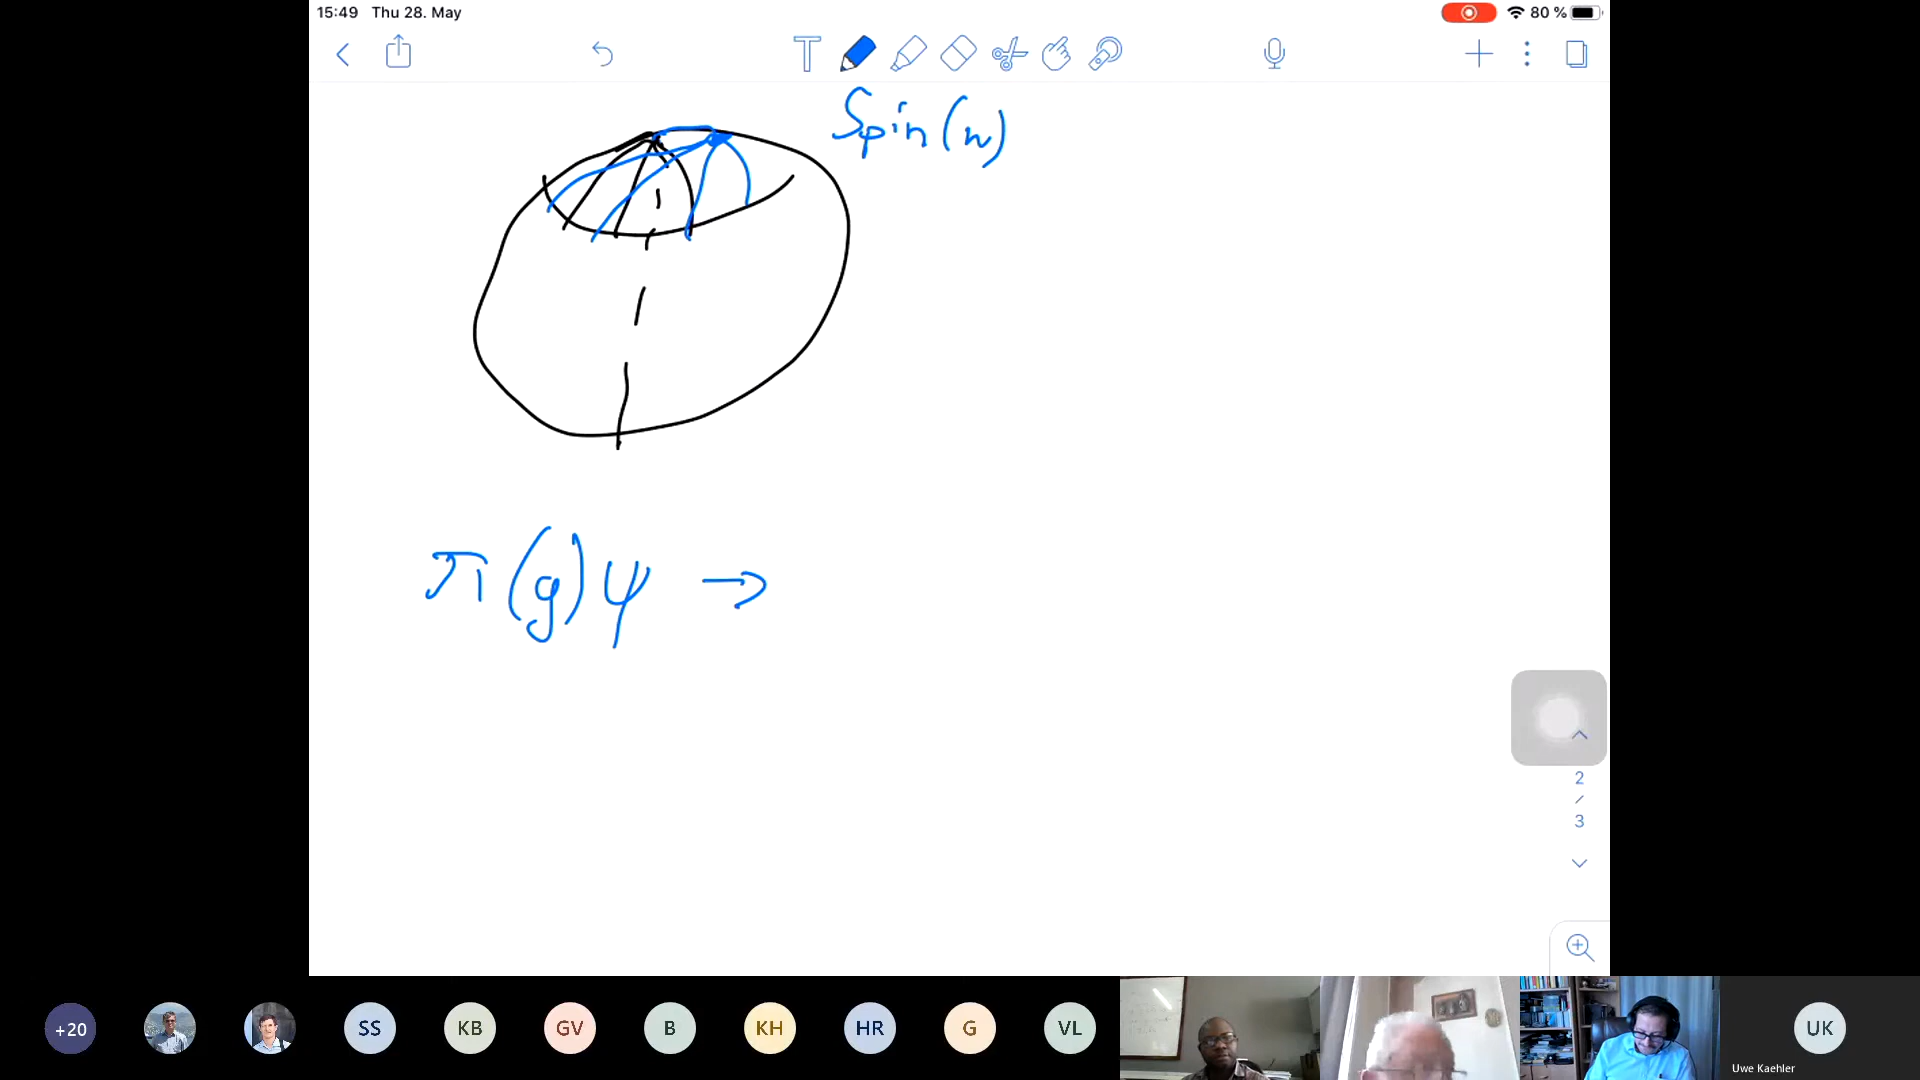 15:49 Thu 28. May 80 %
T
Spin(n)
π(g)ψ →
2
/
3
+20 SS KB GV B KH HR G VL UK
Uwe Kaehler